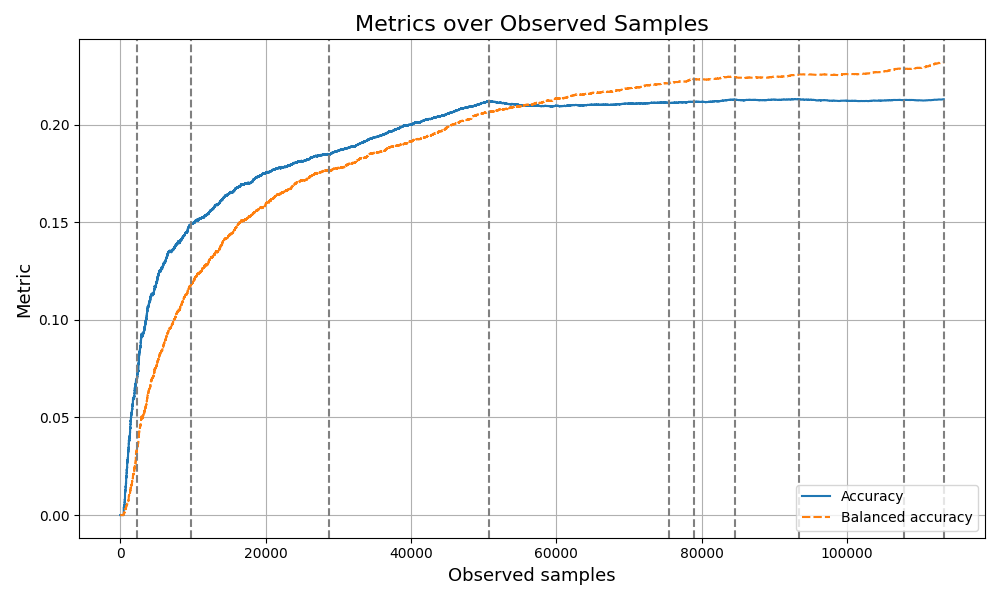 Metrics over Observed Samples
Metric
0.20
0.15
0.10
0.05
0.00
0
20000
40000
60000
80000
100000
Observed samples
Accuracy
Balanced accuracy